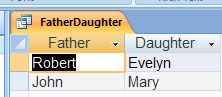 FatherDaughter
Father Daughter
Robert Evelyn
John Mary